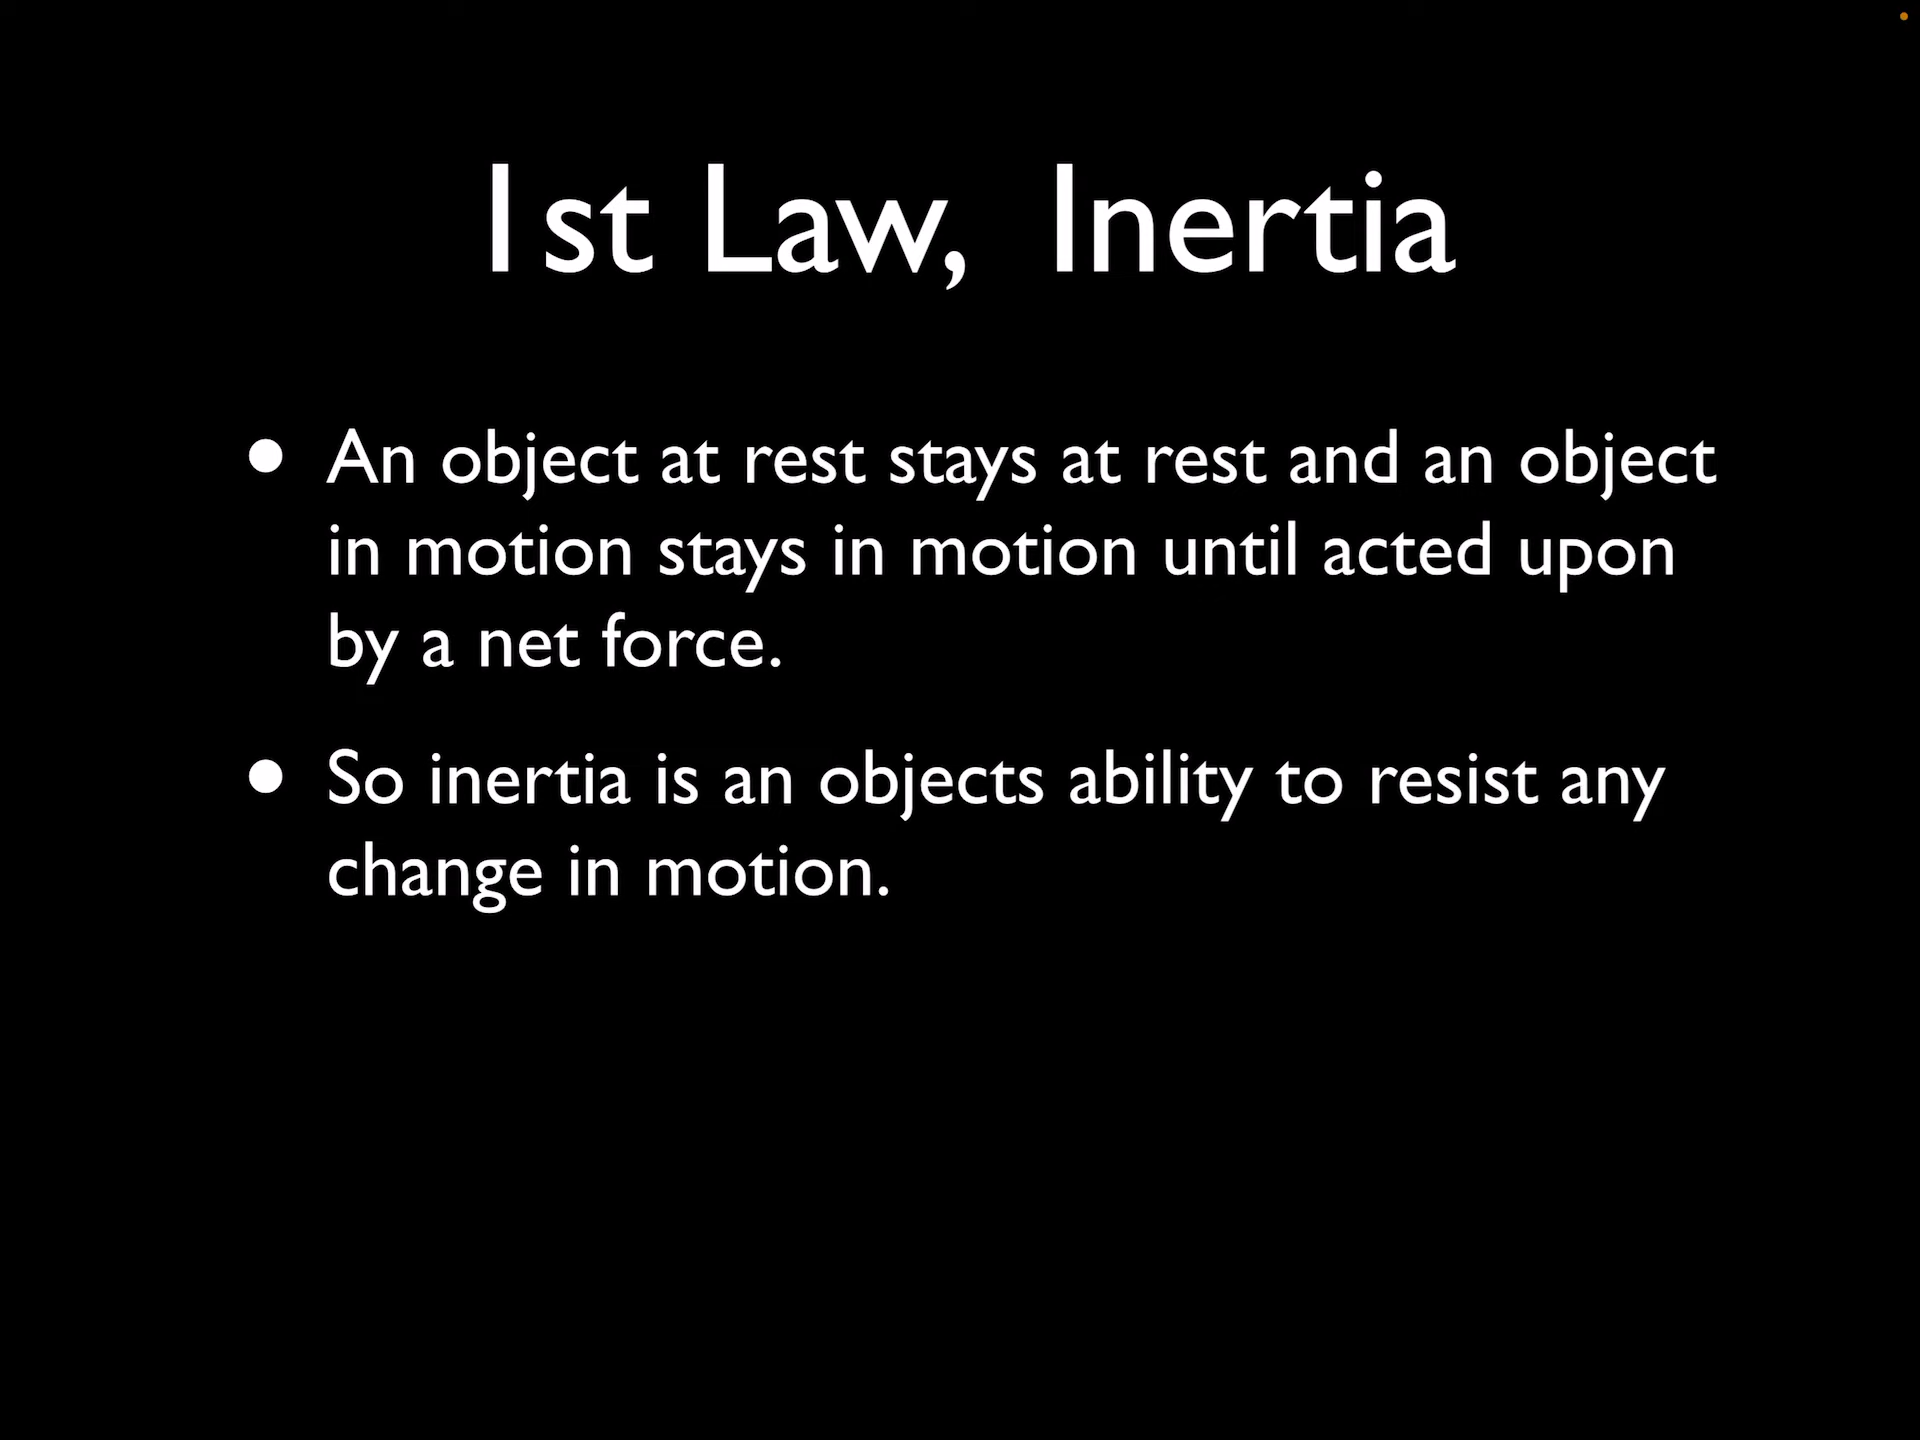 1st Law,  Inertia
• An object at rest stays at rest and an object
in motion stays in motion until acted upon
by a net force.
• So inertia is an objects ability to resist any
change in motion.